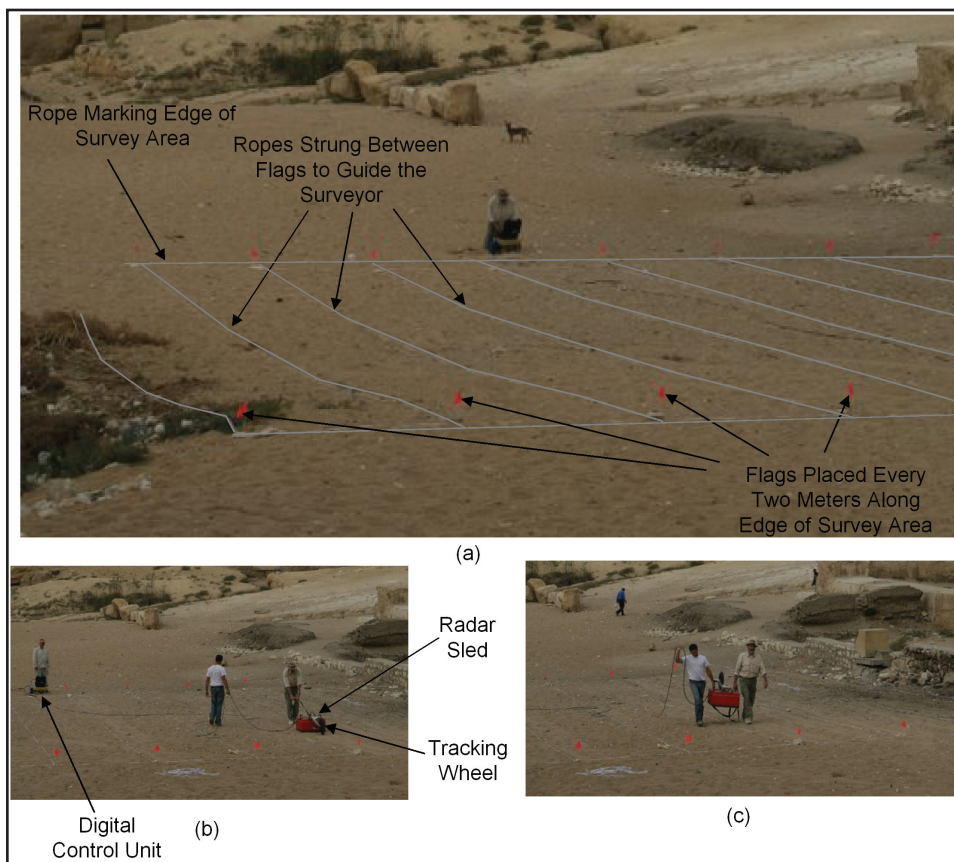 Rope Marking Edge of
Survey Area
Ropes Strung Between
Flags to Guide the
Surveyor
Flags Placed Every
Two Meters Along
Edge of Survey Area
(a)
Radar
Sled
Tracking
Wheel
Digital
Control Unit
(b)
(c)